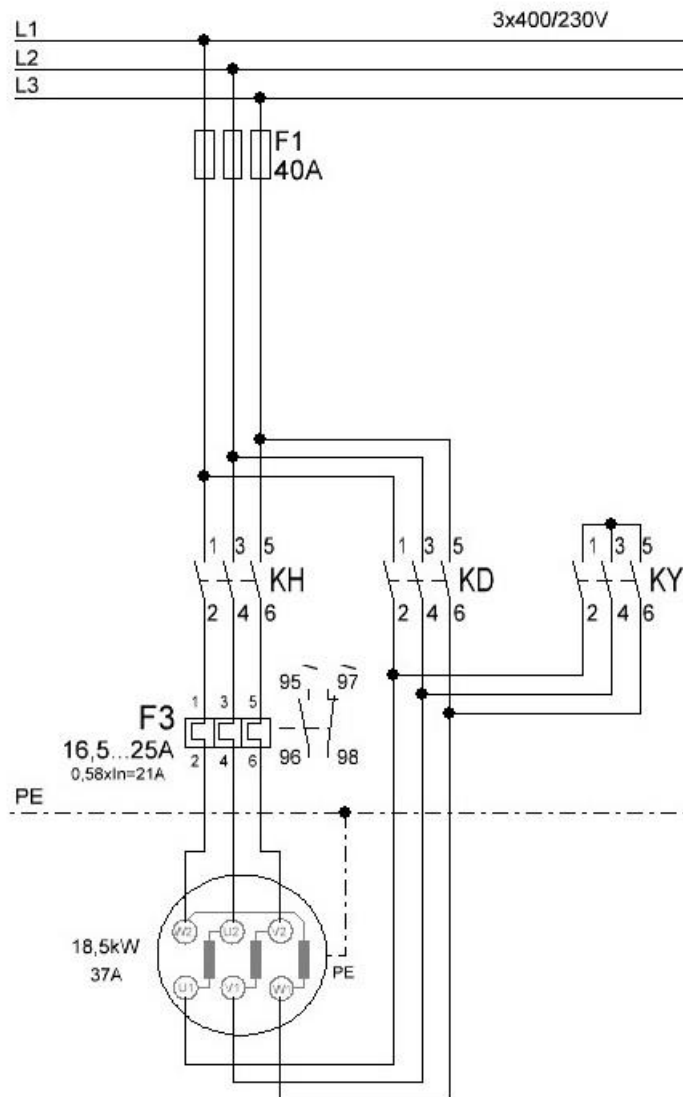 3x400/230V
L1
L2
L3
F1
40A
1 3 5
KH
2 4 6
1 3 5
KD
2 4 6
1 3 5
KY
2 4 6
F3
16,5...25A
0,58xIn=21A
1 3 5
2 4 6
95 97
96 98
PE
18,5kW
37A
W2 U2 V2
U1 V1 W1
PE